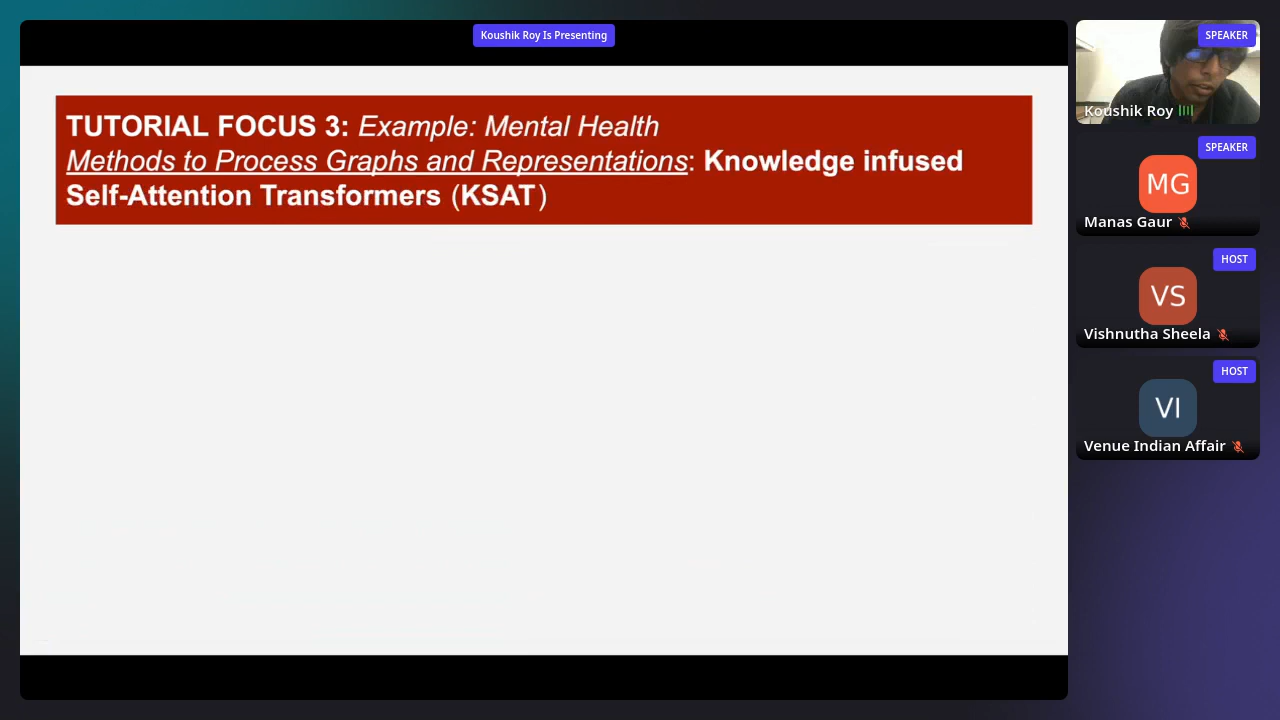 Koushik Roy Is Presenting
TUTORIAL FOCUS 3: Example: Mental Health
Methods to Process Graphs and Representations: Knowledge infused
Self-Attention Transformers (KSAT)
SPEAKER
Koushik Roy
SPEAKER
MG
Manas Gaur
HOST
VS
Vishnutha Sheela
HOST
VI
Venue Indian Affair